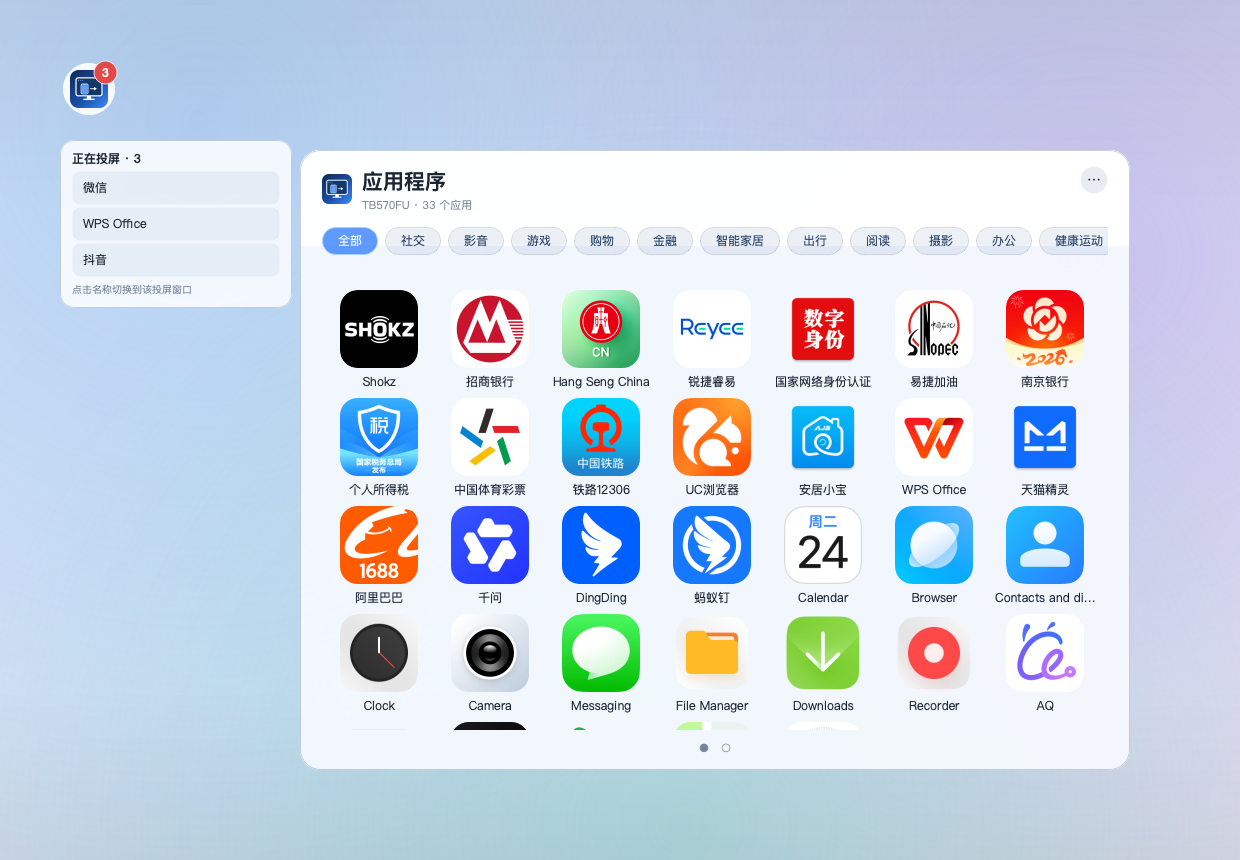 3
正在投屏 · 3
微信
WPS Office
抖音
点击名称切换到该投屏窗口
应用程序
TB570FU · 33 个应用
全部 社交 影音 游戏 购物 金融 智能家居 出行 阅读 摄影 办公 健康运动
SHOKZ
CN
Reyee
数字
身份
中国石化
SINOPEC
2026
Shokz 招商银行 Hang Seng China 锐捷睿易 国家网络身份认证 易捷加油 南京银行
税
国家税务总局
发布
中国铁路
AJB
个人所得税 中国体育彩票 铁路12306 UC浏览器 安居小宝 WPS Office 天猫精灵
1688
周二
24
阿里巴巴 千问 DingDing 蚂蚁钉 Calendar Browser Contacts and di...
Clock Camera Messaging File Manager Downloads Recorder AQ